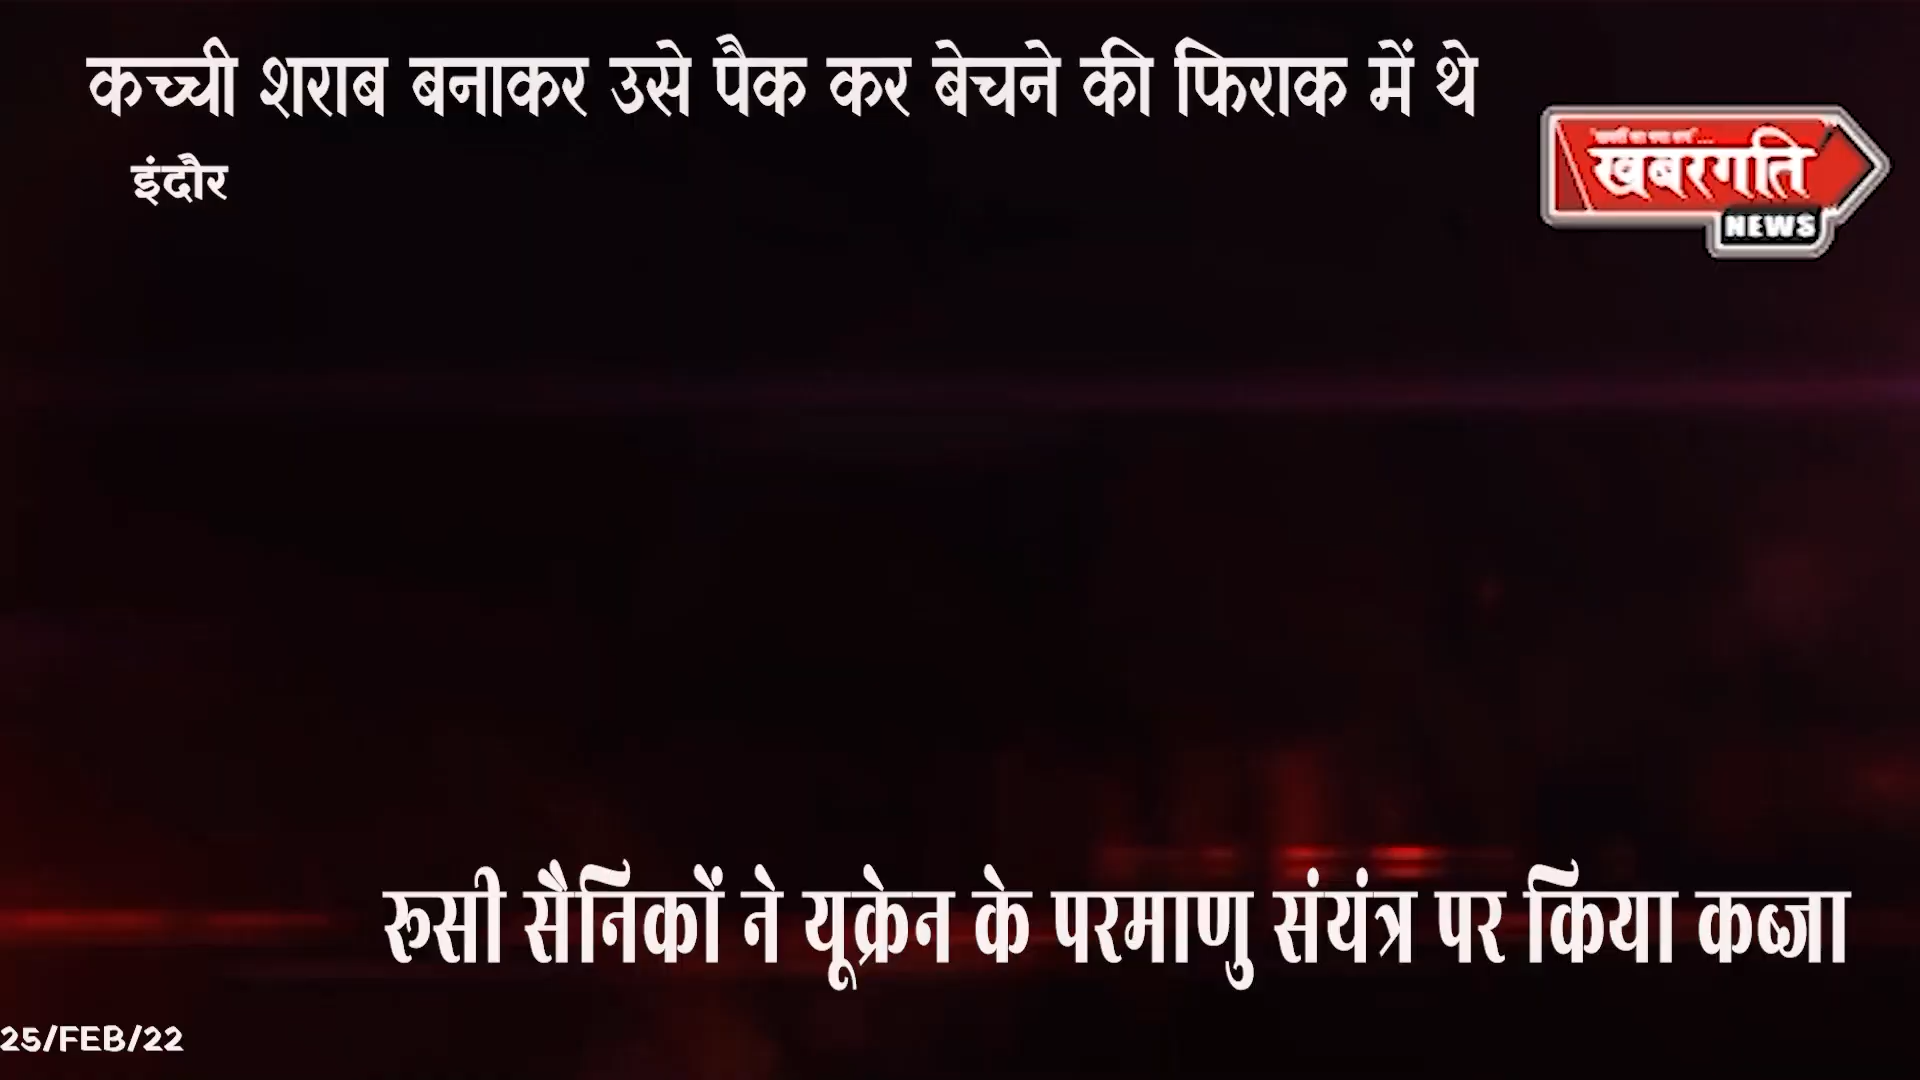 कच्ची शराब बनाकर उसे पैक कर बेचने की फिराक में थे
इंदौर
खबरगति
NEWS
रूसी सैनिकों ने यूक्रेन के परमाणु संयंत्र पर किया कब्जा
25/FEB/22